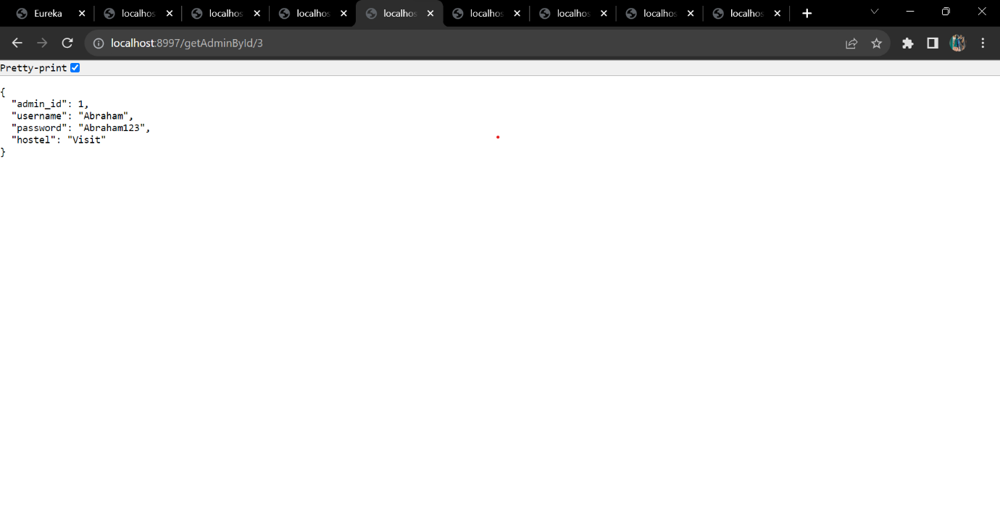 Eureka localhos localhos localhos localhos localhos localhos localhos localhos
localhost:8997/getAdminById/3
Pretty-print
{
"admin_id": 1,
"username": "Abraham",
"password": "Abraham123",
"hostel": "Visit"
}